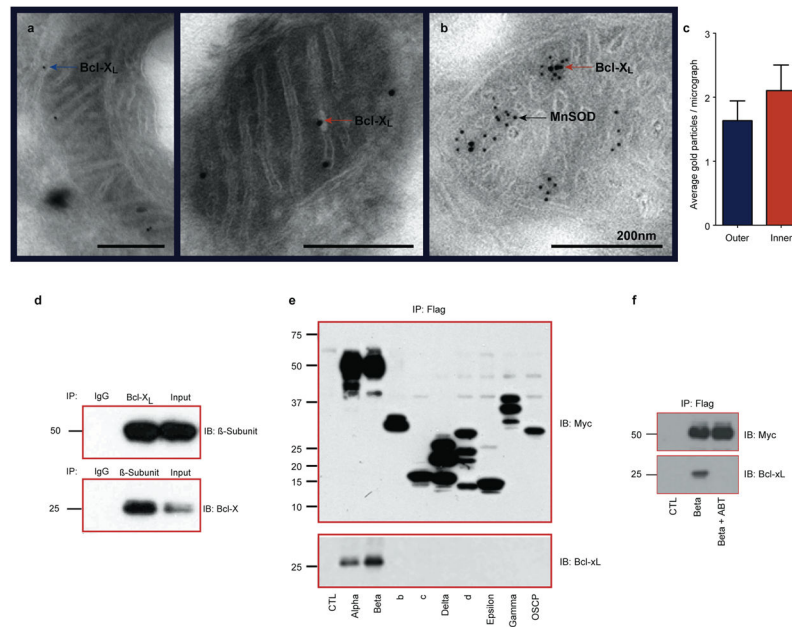 a
Bcl-XL
Bcl-XL
b
Bcl-XL
MnSOD
200nm
c
Average gold particles / micrograph
3
2
1
0
Outer
Inner
d
IP: IgG Bcl-XL Input
50
IB: ß-Subunit
IP: IgG ß-Subunit Input
25
IB: Bcl-X
e
IP: Flag
75
50
37
25
20
15
10
IB: Myc
25
IB: Bcl-xL
CTL
Alpha
Beta
b
c
Delta
d
Epsilon
Gamma
OSCP
f
IP: Flag
50
IB: Myc
25
IB: Bcl-xL
CTL
Beta
Beta + ABT